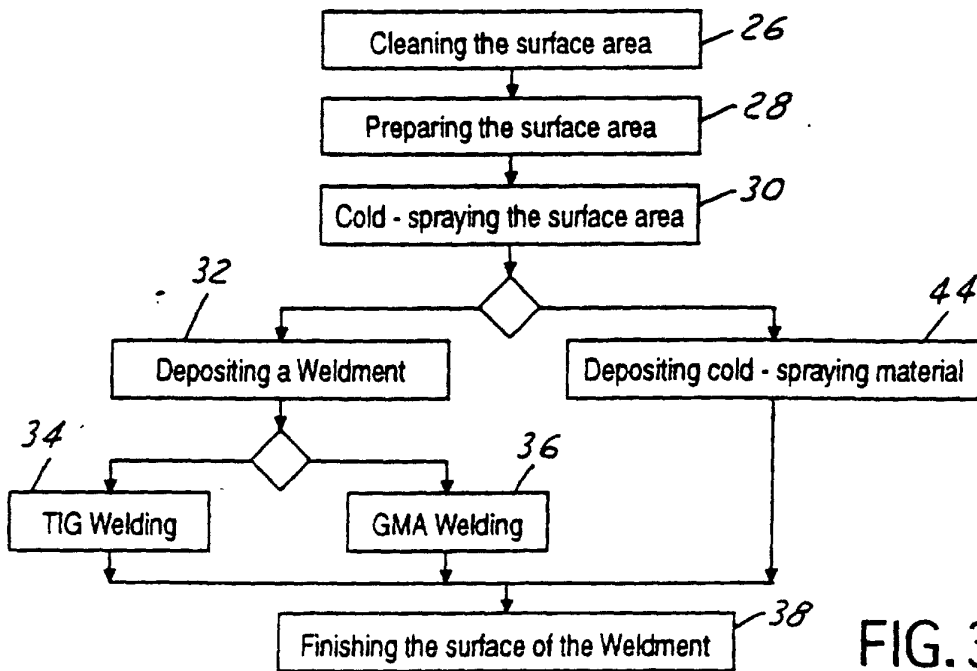 Cleaning the surface area
26
Preparing the surface area
28
Cold - spraying the surface area
30
32
44
Depositing a Weldment
Depositing cold - spraying material
34
36
TIG Welding
GMA Welding
Finishing the surface of the Weldment
38
FIG. 3